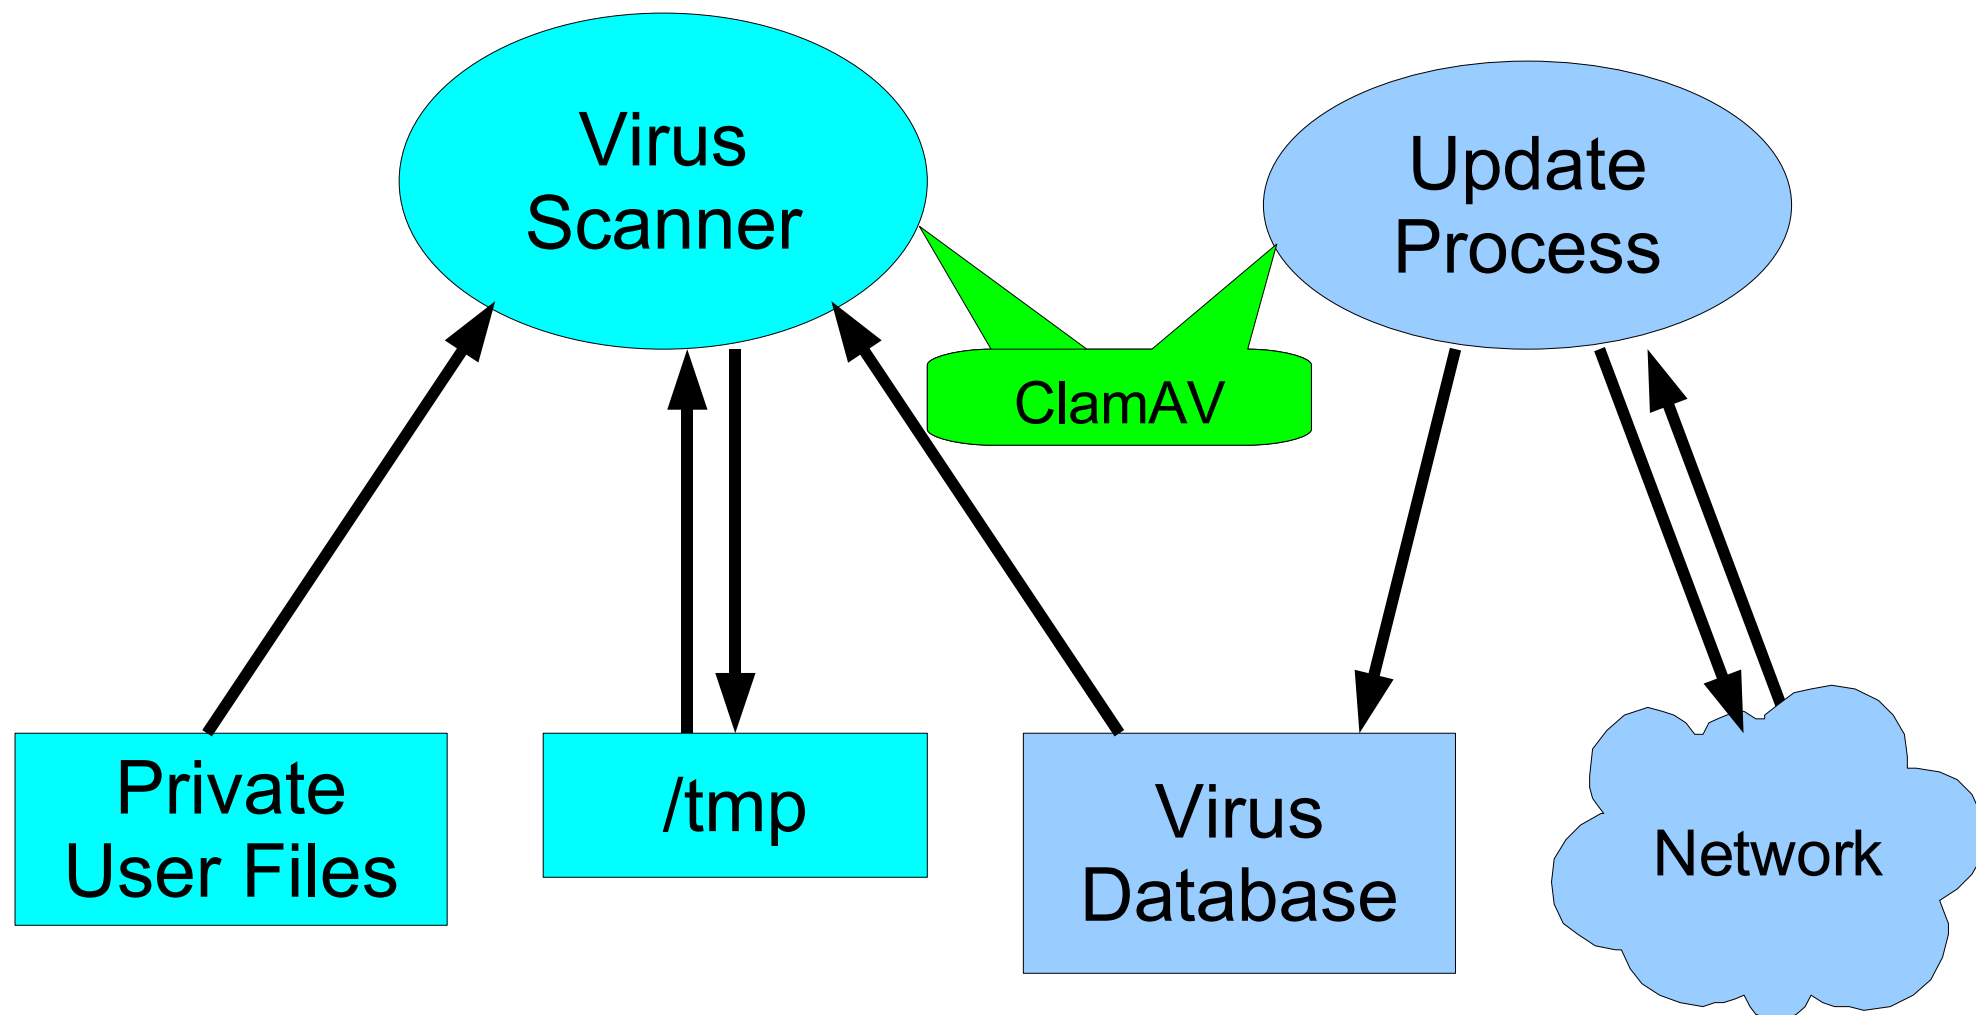 Virus
Scanner
Update
Process
ClamAV
Private
User Files
/tmp
Virus
Database
Network